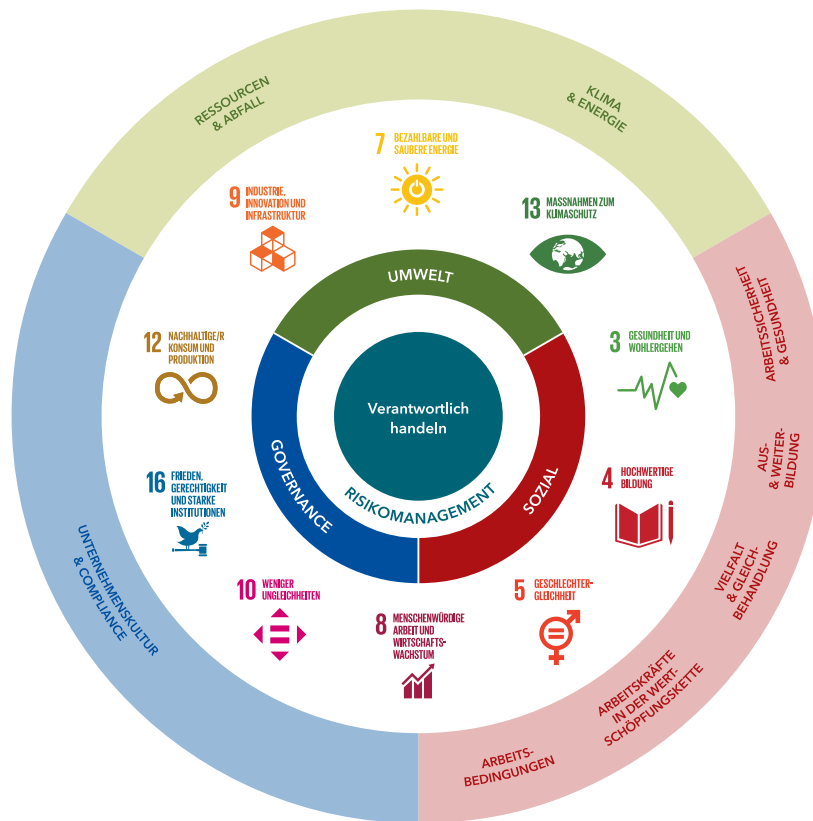 RESSOURCEN
& ABFALL
KLIMA
& ENERGIE
7 BEZAHLBARE UND
SAUBERE ENERGIE
9 INDUSTRIE,
INNOVATION UND
INFRASTRUKTUR
13 MASSNAHMEN ZUM
KLIMASCHUTZ
UMWELT
ARBEITSSICHERHEIT
& GESUNDHEIT
12 NACHHALTIGE/R
KONSUM UND
PRODUKTION
3 GESUNDHEIT UND
WOHLERGEHEN
Verantwortlich
handeln
GOVERNANCE
RISIKOMANAGEMENT
SOZIAL
AUS-
& WEITER-
BILDUNG
16 FRIEDEN,
GERECHTIGKEIT
UND STARKE
INSTITUTIONEN
4 HOCHWERTIGE
BILDUNG
UNTERNEHMENSKULTUR
& COMPLIANCE
VIELFALT
& GLEICH-
BEHANDLUNG
10 WENIGER
UNGLEICHHEITEN
8 MENSCHENWÜRDIGE
ARBEIT UND
WIRTSCHAFTS-
WACHSTUM
5 GESCHLECHTER-
GLEICHHEIT
ARBEITSKRÄFTE
IN DER WERT-
SCHÖPFUNGSKETTE
ARBEITS-
BEDINGUNGEN